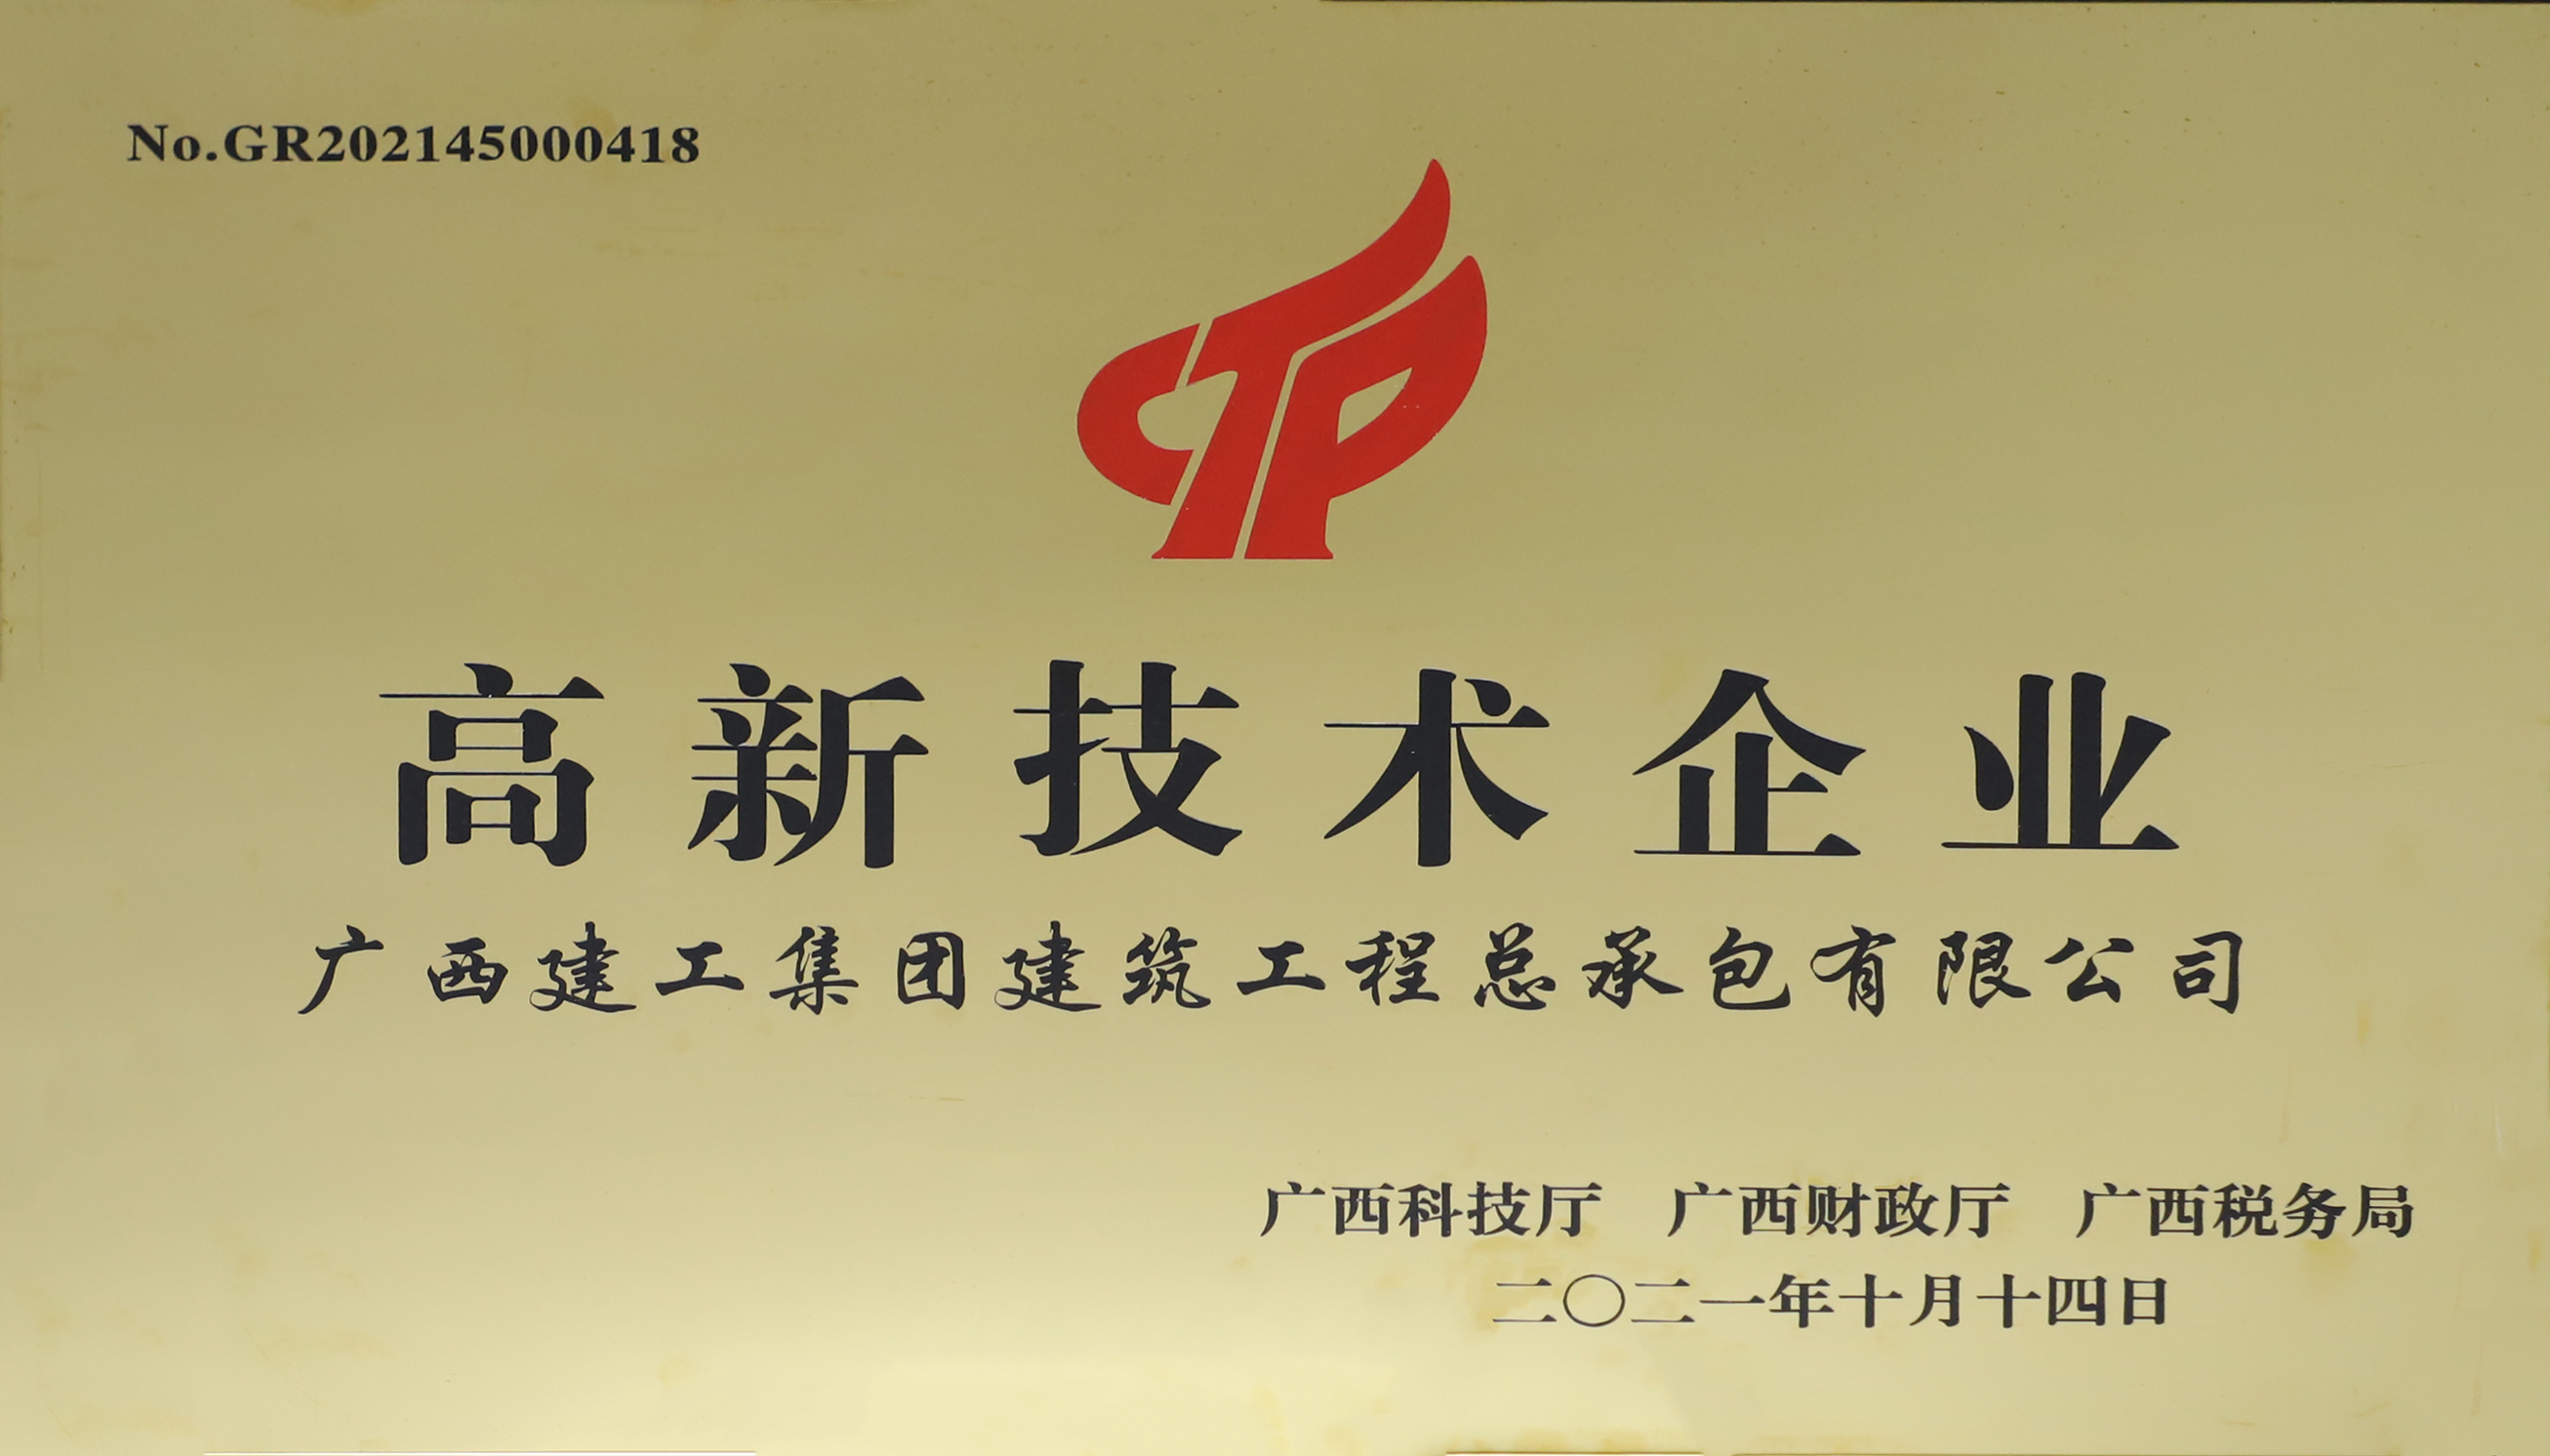 No.GR202145000418
高新技术企业
广西建工集团建筑工程总承包有限公司
广西科技厅 广西财政厅 广西税务局
二〇二一年十月十四日